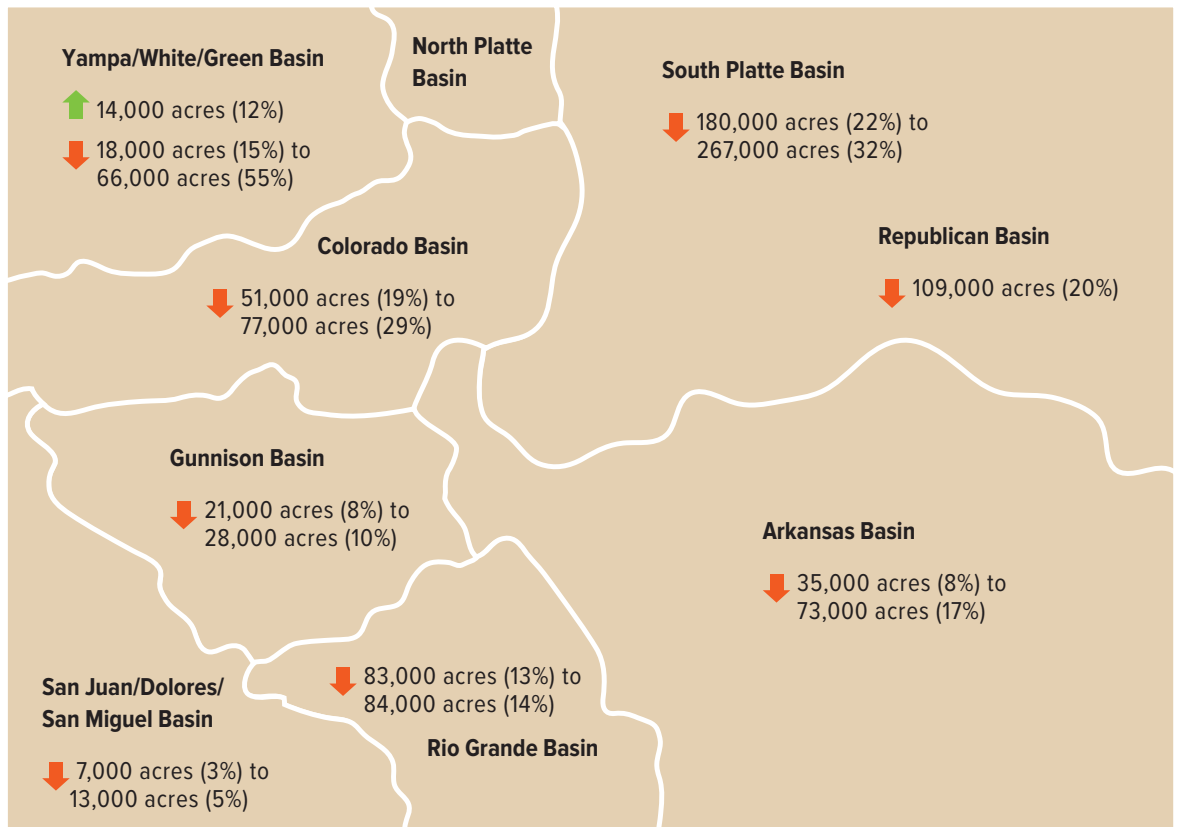 Yampa/White/Green Basin
14,000 acres (12%)
18,000 acres (15%) to
66,000 acres (55%)
North Platte
Basin
South Platte Basin
180,000 acres (22%) to
267,000 acres (32%)
Republican Basin
109,000 acres (20%)
Colorado Basin
51,000 acres (19%) to
77,000 acres (29%)
Gunnison Basin
21,000 acres (8%) to
28,000 acres (10%)
Arkansas Basin
35,000 acres (8%) to
73,000 acres (17%)
San Juan/Dolores/
San Miguel Basin
7,000 acres (3%) to
13,000 acres (5%)
83,000 acres (13%) to
84,000 acres (14%)
Rio Grande Basin